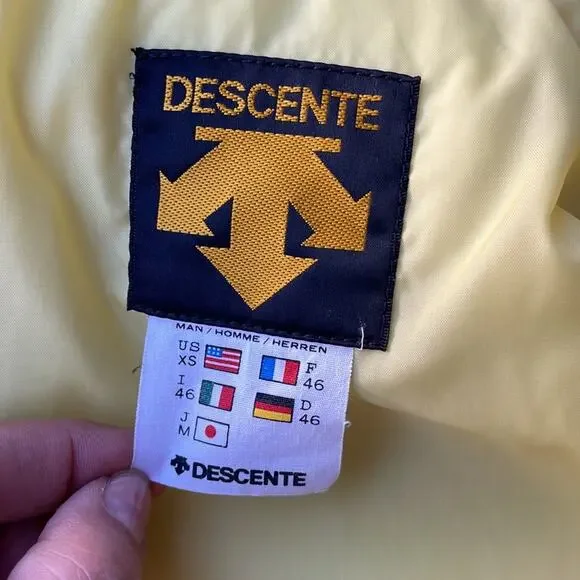 DESCENTE
MAN / HOMME / HERREN
US XS F 46
I 46 D 46
J M
DESCENTE